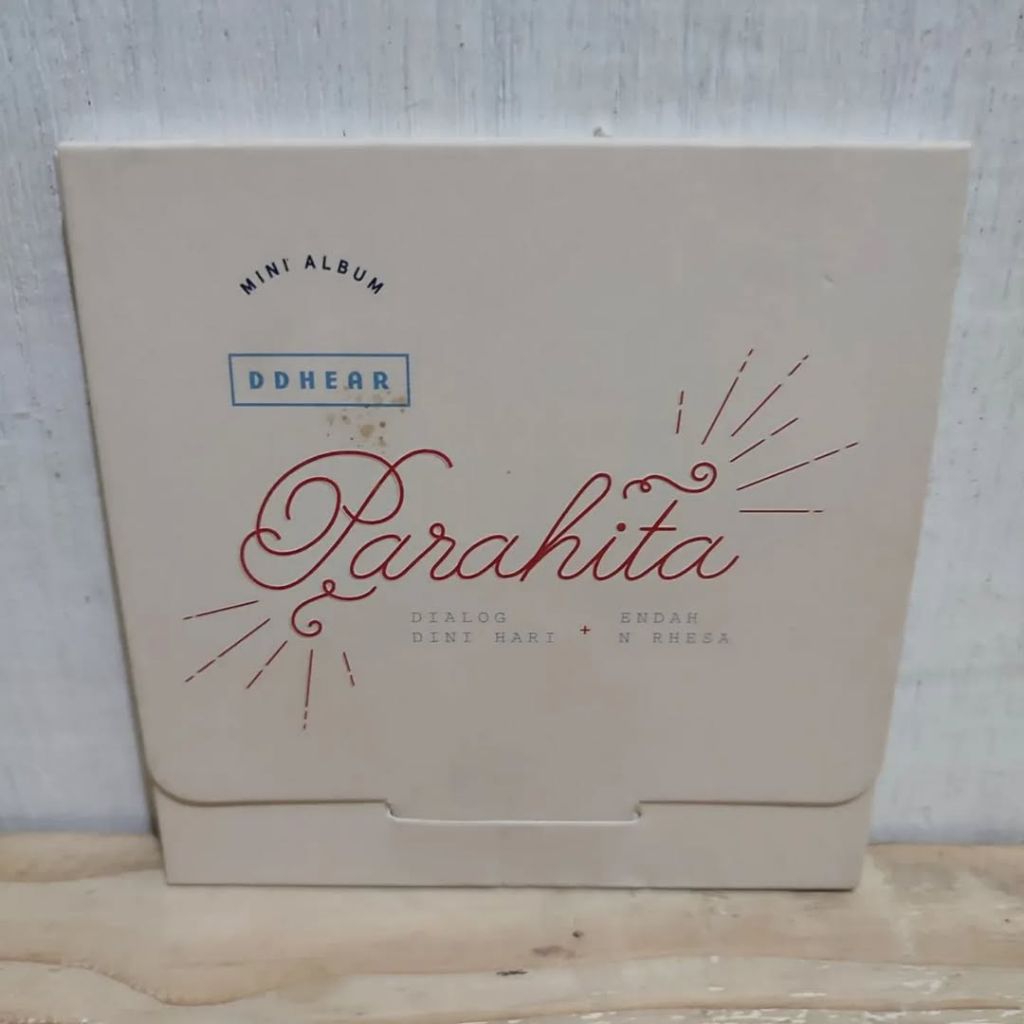 MINI ALBUM
DDHEAR
Parahita
DIALOG
DINI HARI + ENDAH
N RHESA